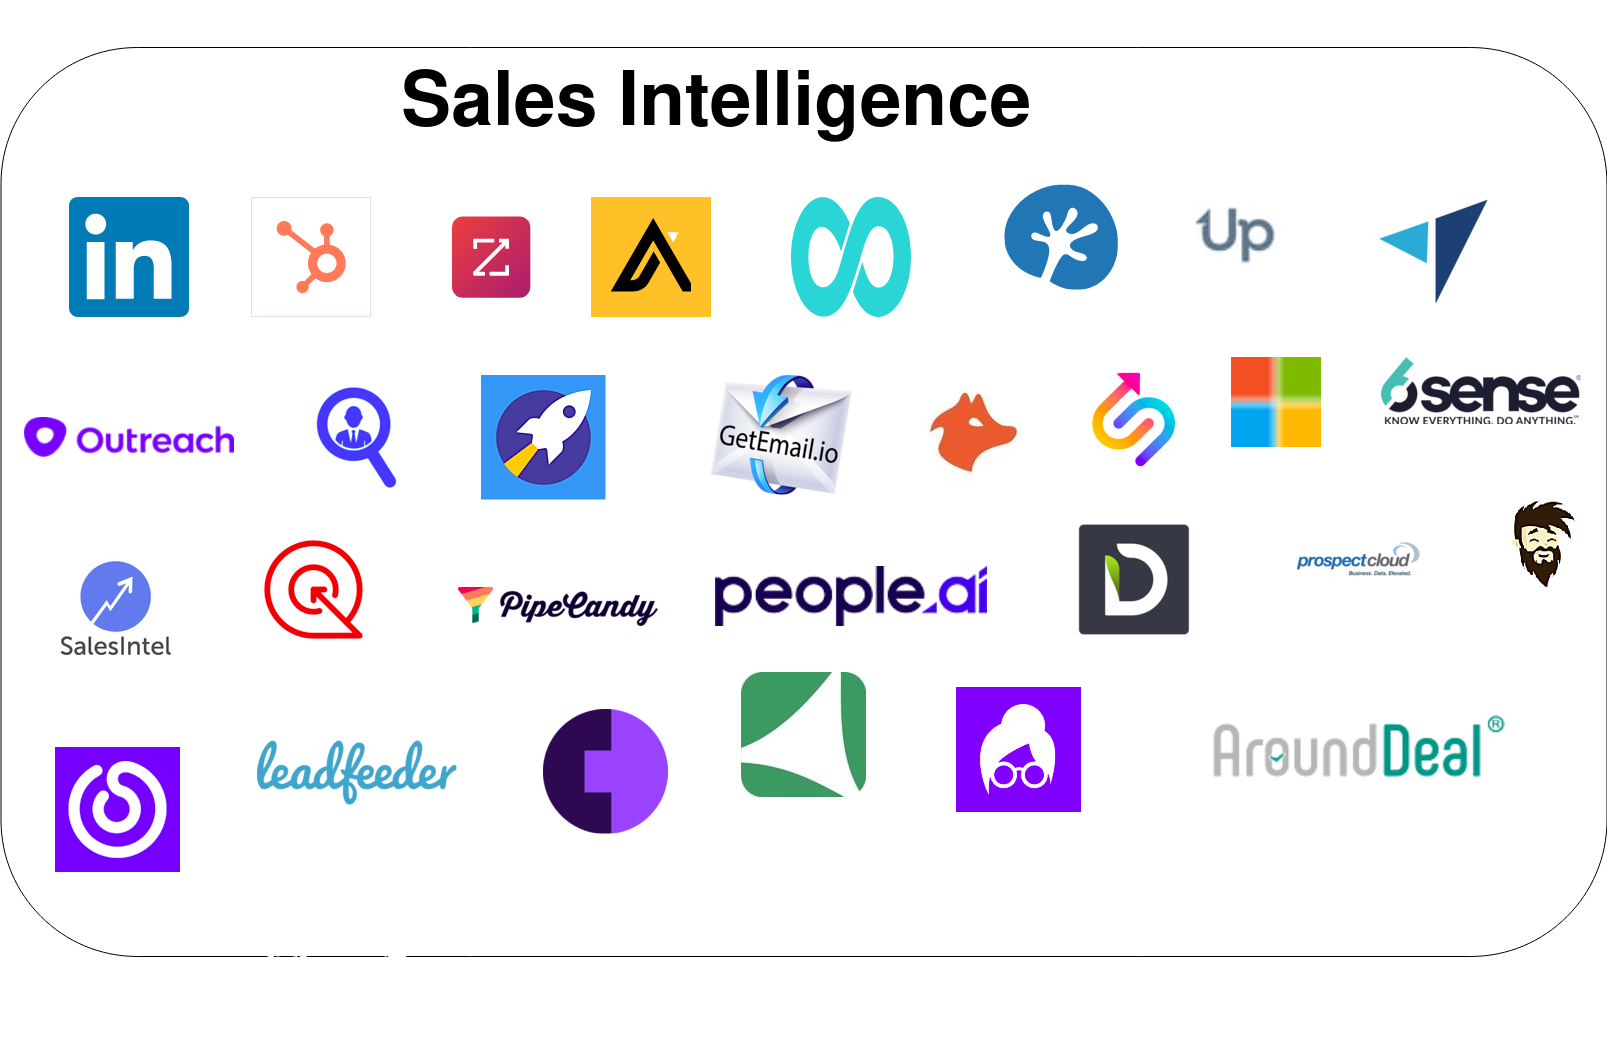 Sales Intelligence
in
Up
Outreach
GetEmail.io
6sense®
KNOW EVERYTHING. DO ANYTHING.℠
SalesIntel
PipeCandy
people.ai
D
prospectcloud
Business. Data. Elevated.
leadfeeder
AroundDeal®